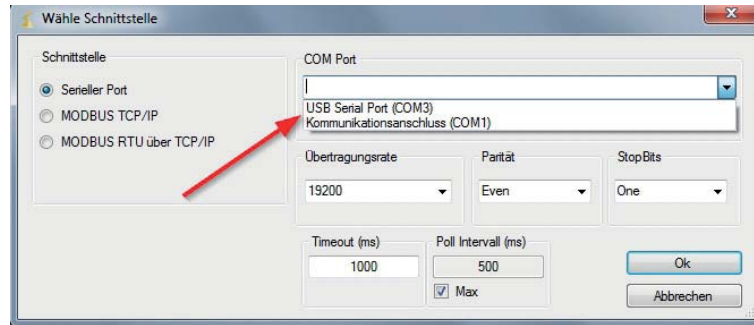 Wähle Schnittstelle
Schnittstelle
Serieller Port
MODBUS TCP/IP
MODBUS RTU über TCP/IP
COM Port
USB Serial Port (COM3)
Kommunikationsanschluss (COM1)
Übertragungsrate
19200
Parität
Even
StopBits
One
Timeout (ms)
1000
Poll Intervall (ms)
500
Max
Ok
Abbrechen